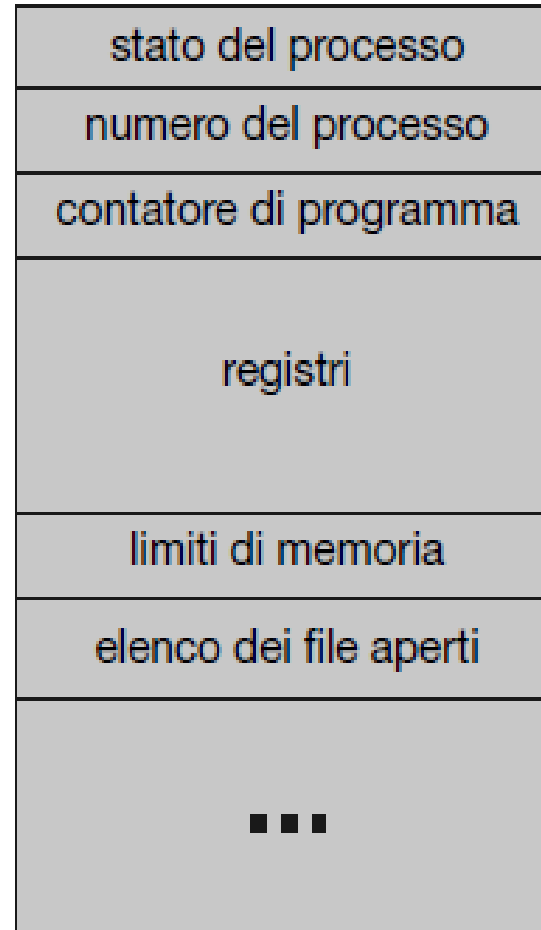 stato del processo
numero del processo
contatore di programma
registri
limiti di memoria
elenco dei file aperti
...